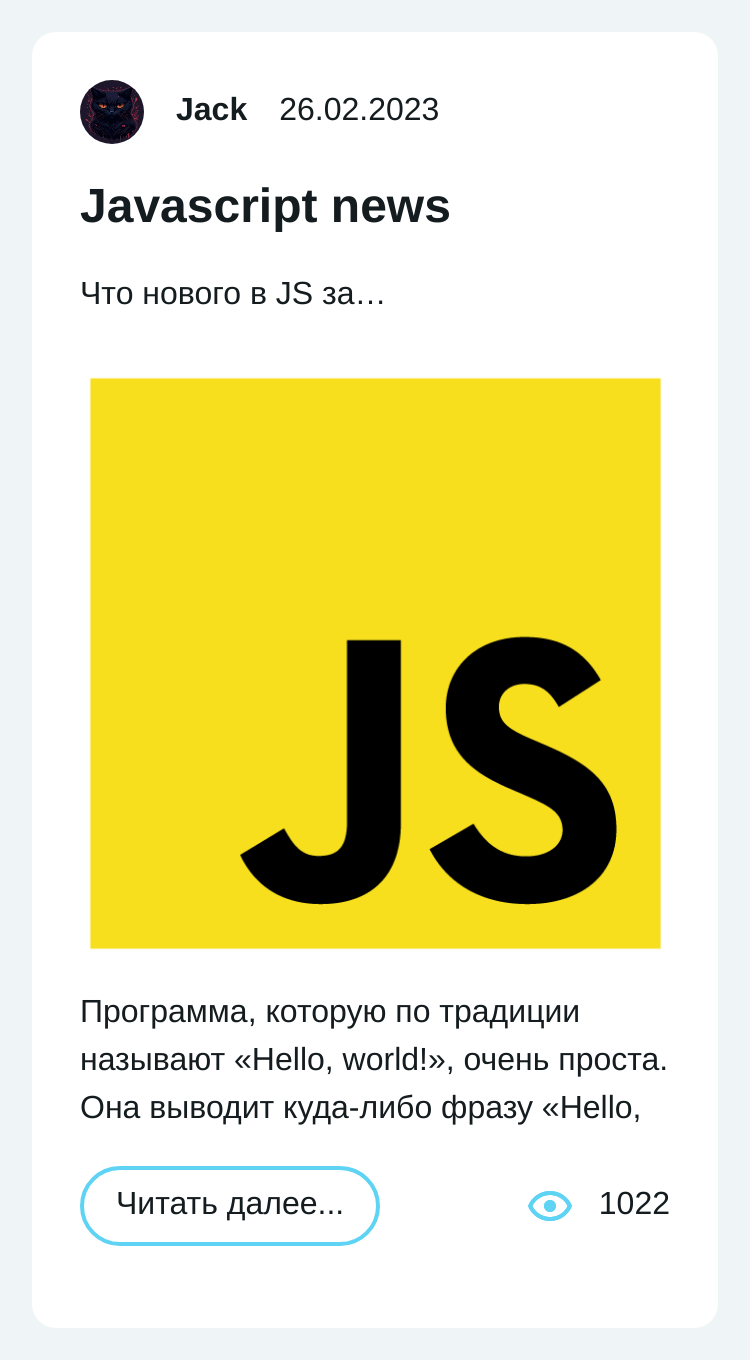 Jack 26.02.2023
Javascript news
Что нового в JS за...
JS
Программа, которую по традиции
называют «Hello, world!», очень проста.
Она выводит куда-либо фразу «Hello,
Читать далее...
1022